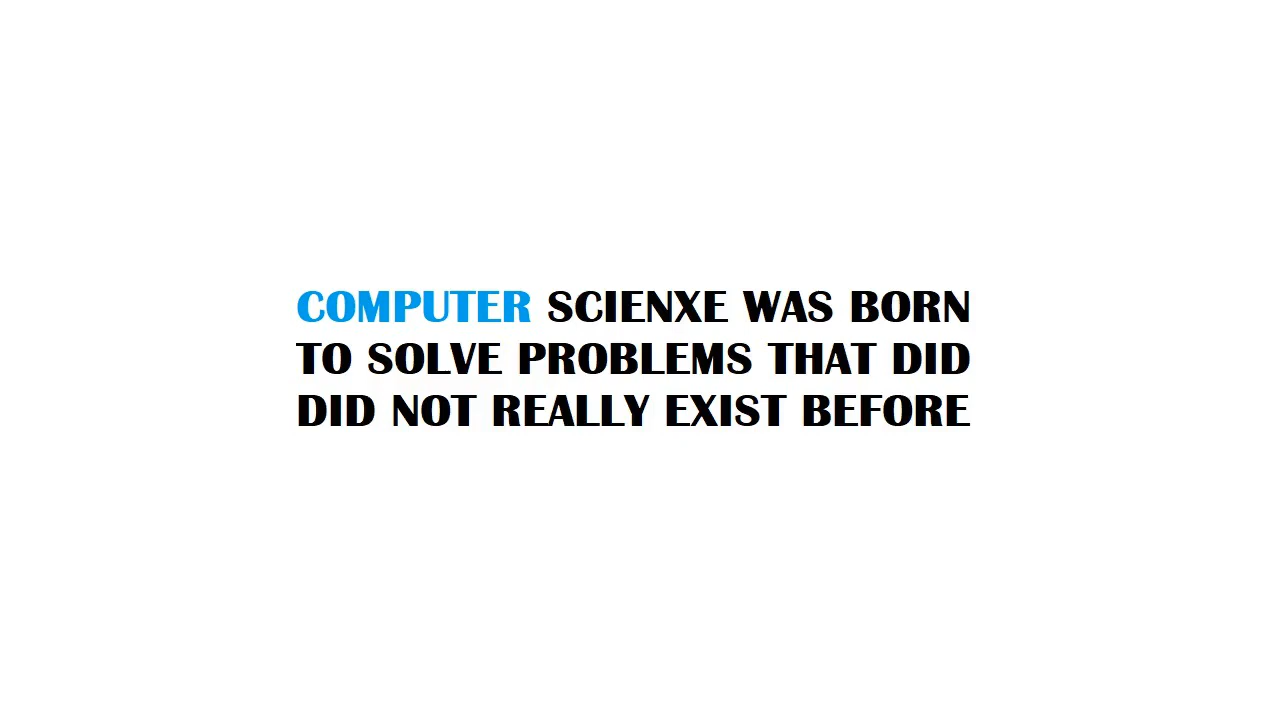 COMPUTER SCIENXE WAS BORN
TO SOLVE PROBLEMS THAT DID
DID NOT REALLY EXIST BEFORE